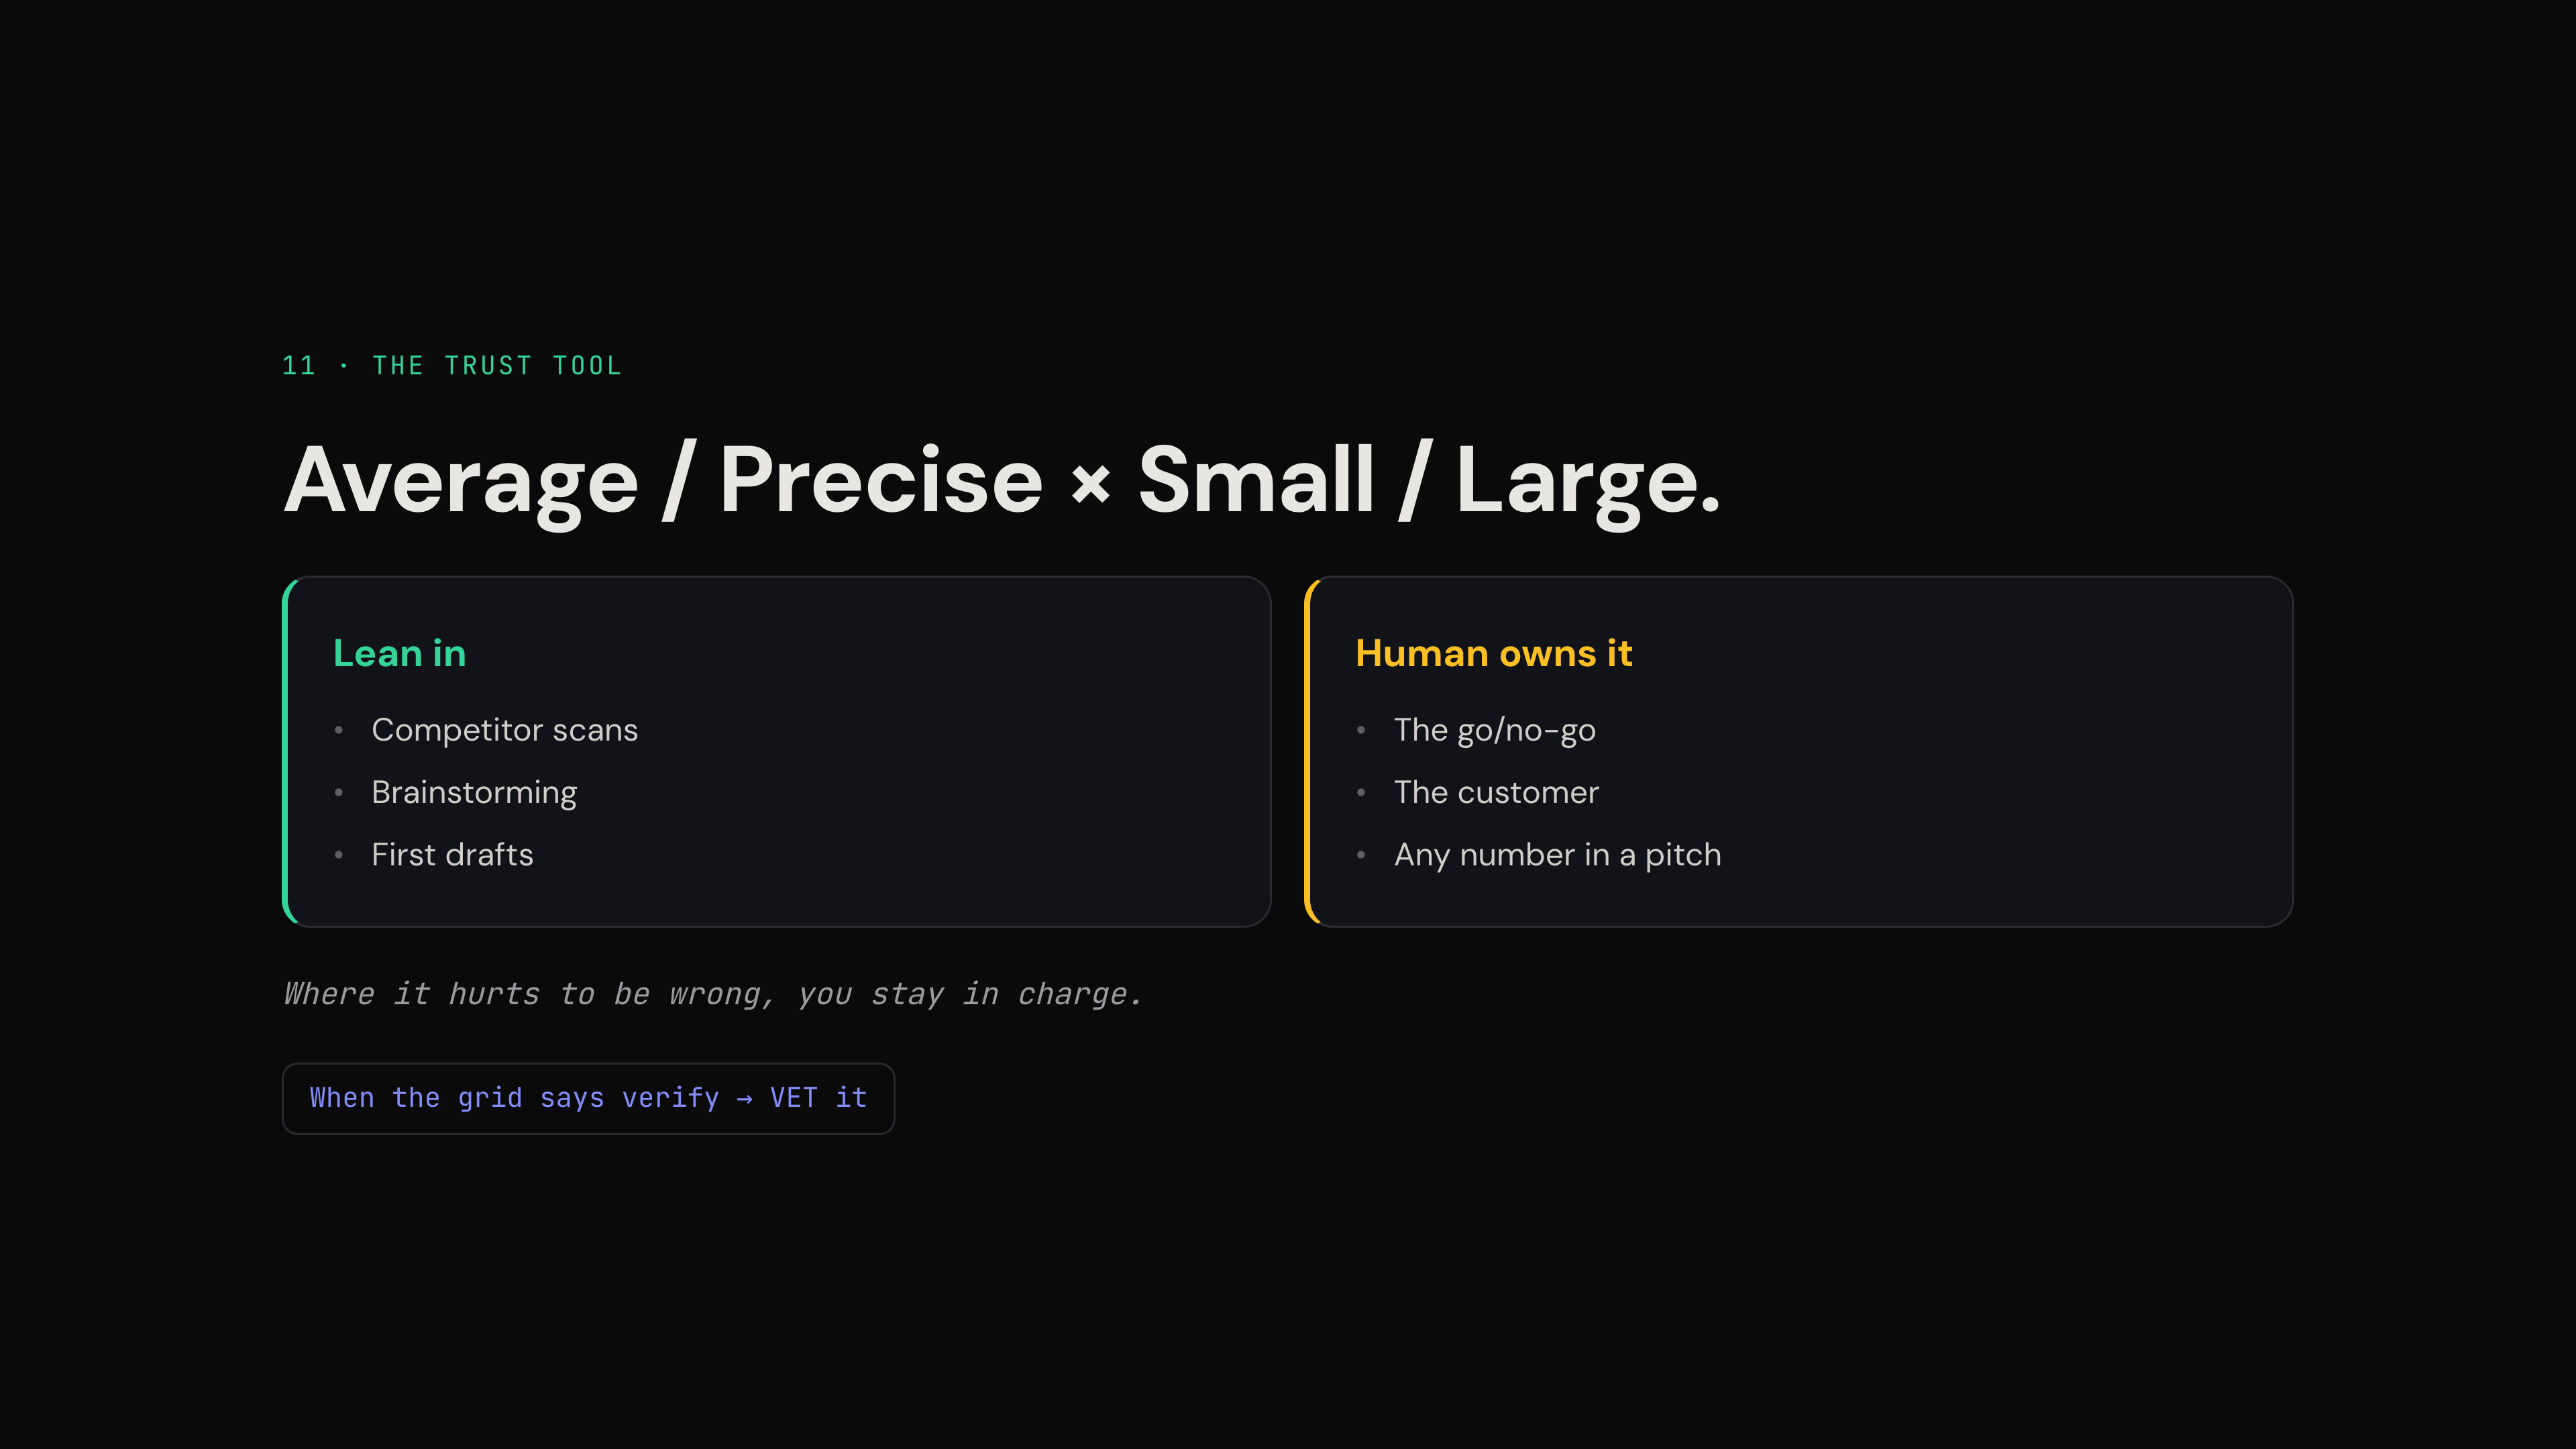 11 · THE TRUST TOOL
Average / Precise × Small / Large.
Lean in
• Competitor scans
• Brainstorming
• First drafts
Human owns it
• The go/no-go
• The customer
• Any number in a pitch
Where it hurts to be wrong, you stay in charge.
When the grid says verify → VET it